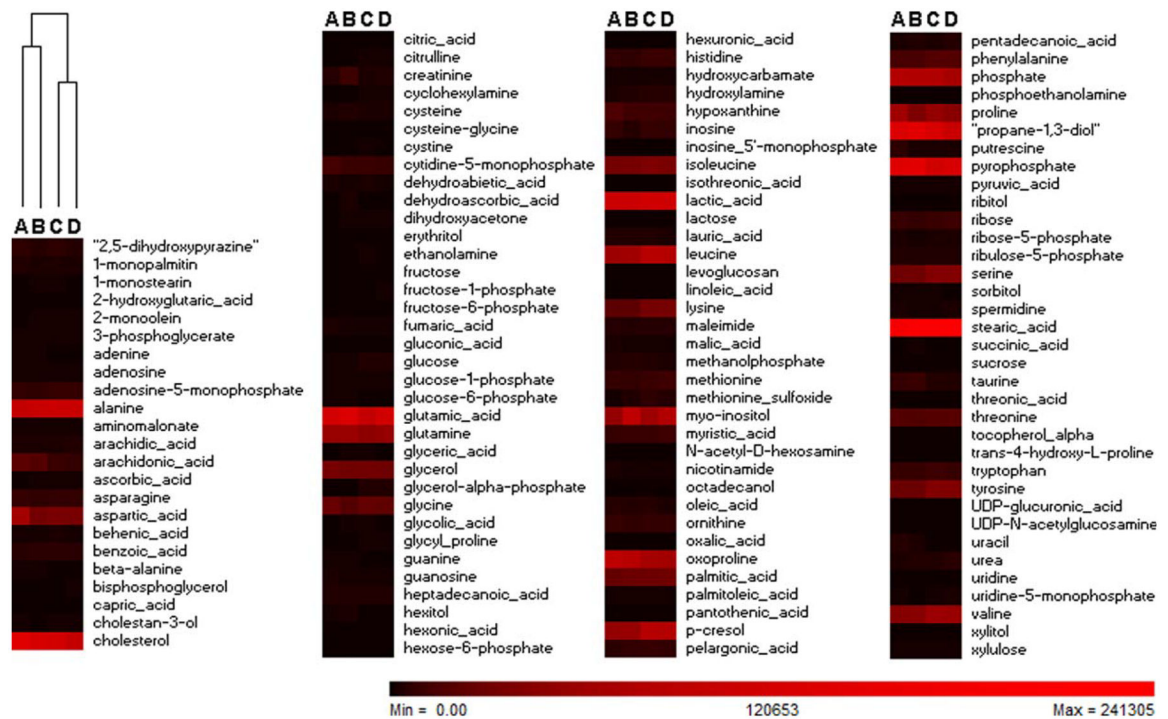 A B C D
"2,5-dihydroxypyrazine"
1-monopalmitin
1-monostearin
2-hydroxyglutaric_acid
2-monoolein
3-phosphoglycerate
adenine
adenosine
adenosine-5-monophosphate
alanine
aminomalonate
arachidic_acid
arachidonic_acid
ascorbic_acid
asparagine
aspartic_acid
behenic_acid
benzoic_acid
beta-alanine
bisphosphoglycerol
capric_acid
cholestan-3-ol
cholesterol
A B C D
citric_acid
citrulline
creatinine
cyclohexylamine
cysteine
cysteine-glycine
cystine
cytidine-5-monophosphate
dehydroabietic_acid
dehydroascorbic_acid
dihydroxyacetone
erythritol
ethanolamine
fructose
fructose-1-phosphate
fructose-6-phosphate
fumaric_acid
gluconic_acid
glucose
glucose-1-phosphate
glucose-6-phosphate
glutamic_acid
glutamine
glyceric_acid
glycerol
glycerol-alpha-phosphate
glycine
glycolic_acid
glycyl_proline
guanine
guanosine
heptadecanoic_acid
hexitol
hexonic_acid
hexose-6-phosphate
A B C D
hexuronic_acid
histidine
hydroxycarbamate
hydroxylamine
hypoxanthine
inosine
inosine_5'-monophosphate
isoleucine
isothreonic_acid
lactic_acid
lactose
lauric_acid
leucine
levoglucosan
linoleic_acid
lysine
maleimide
malic_acid
methanolphosphate
methionine
methionine_sulfoxide
myo-inositol
myristic_acid
N-acetyl-D-hexosamine
nicotinamide
octadecanol
oleic_acid
ornithine
oxalic_acid
oxoproline
palmitic_acid
palmitoleic_acid
pantothenic_acid
p-cresol
pelargonic_acid
A B C D
pentadecanoic_acid
phenylalanine
phosphate
phosphoethanolamine
proline
"propane-1,3-diol"
putrescine
pyrophosphate
pyruvic_acid
ribitol
ribose
ribose-5-phosphate
ribulose-5-phosphate
serine
sorbitol
spermidine
stearic_acid
succinic_acid
sucrose
taurine
threonic_acid
threonine
tocopherol_alpha
trans-4-hydroxy-L-proline
tryptophan
tyrosine
UDP-glucuronic_acid
UDP-N-acetylglucosamine
uracil
urea
uridine
uridine-5-monophosphate
valine
xylitol
xylulose
Min = 0.00 120653 Max = 241305